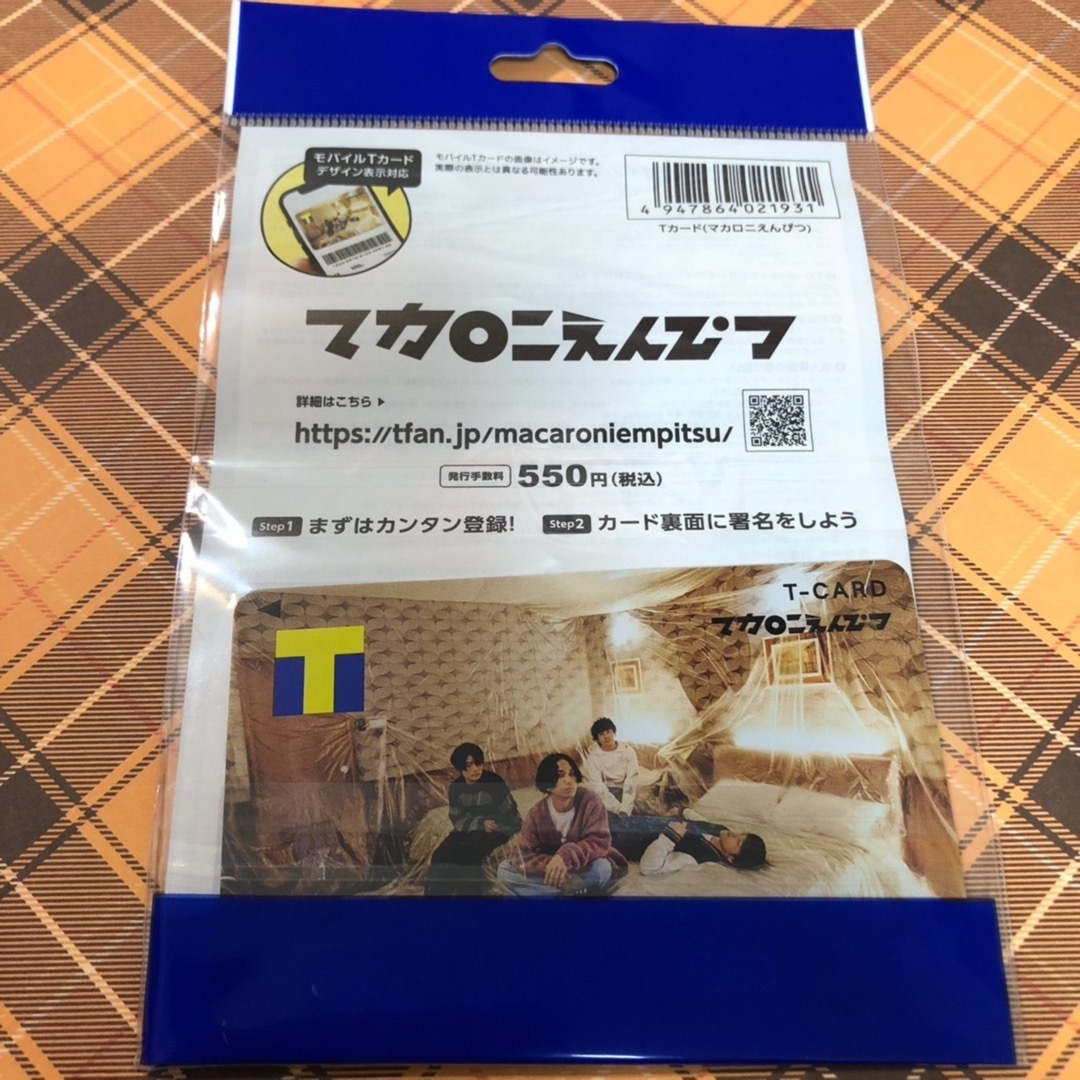 モバイルTカード
デザイン表示対応
モバイルTカードの画像はイメージです。
実際の表示とは異なる可能性あります。
4 947864 021931
Tカード(マカロニえんぴつ)
マカロニえんぴつ
詳細はこちら ▶
https://tfan.jp/macaroniempitsu/
発行手数料 550円(税込)
Step1 まずはカンタン登録!
Step2 カード裏面に署名をしよう
T-CARD
マカロニえんぴつ
T